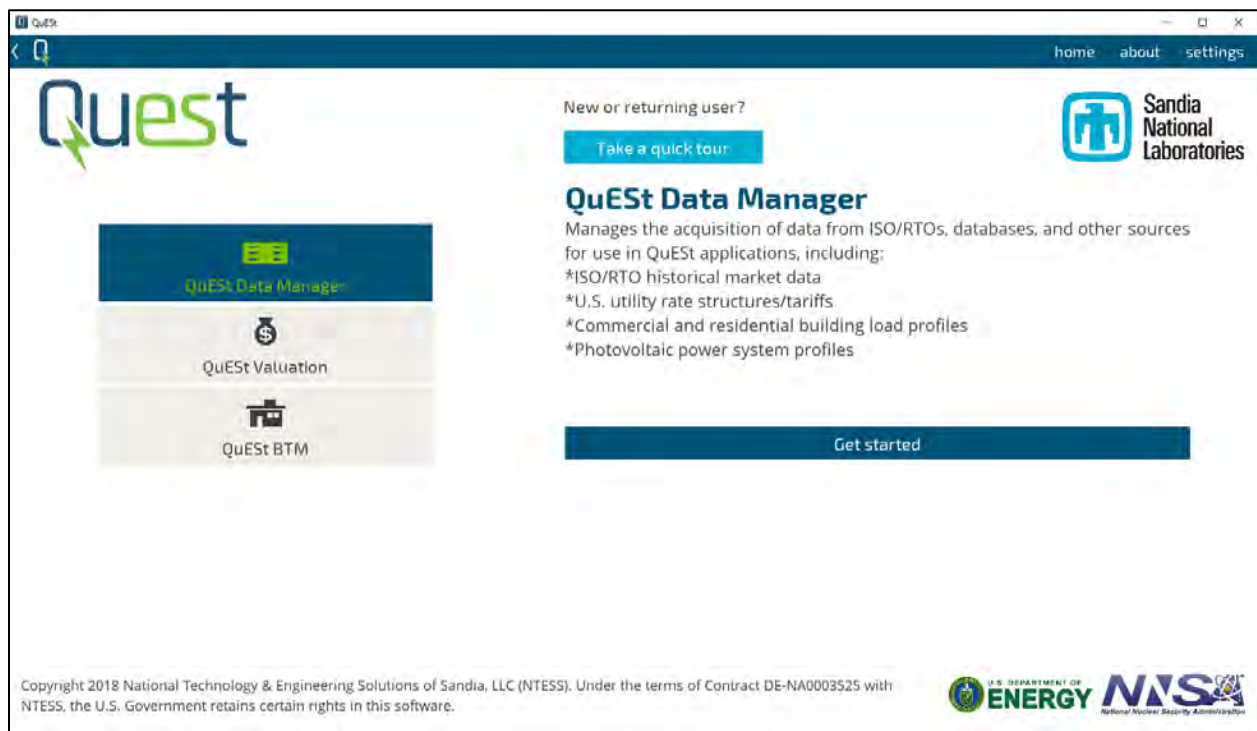 QuESt
home about settings
Quest
New or returning user?
Take a quick tour
Sandia
National
Laboratories
QuESt Data Manager
Manages the acquisition of data from ISO/RTOs, databases, and other sources
for use in QuESt applications, including:
*ISO/RTO historical market data
*U.S. utility rate structures/tariffs
*Commercial and residential building load profiles
*Photovoltaic power system profiles
QuESt Data Manager
QuESt Valuation
QuESt BTM
Get started
Copyright 2018 National Technology & Engineering Solutions of Sandia, LLC (NTESS). Under the terms of Contract DE-NA0003525 with
NTESS, the U.S. Government retains certain rights in this software.
U.S. DEPARTMENT OF
ENERGY
NNSA
National Nuclear Security Administration